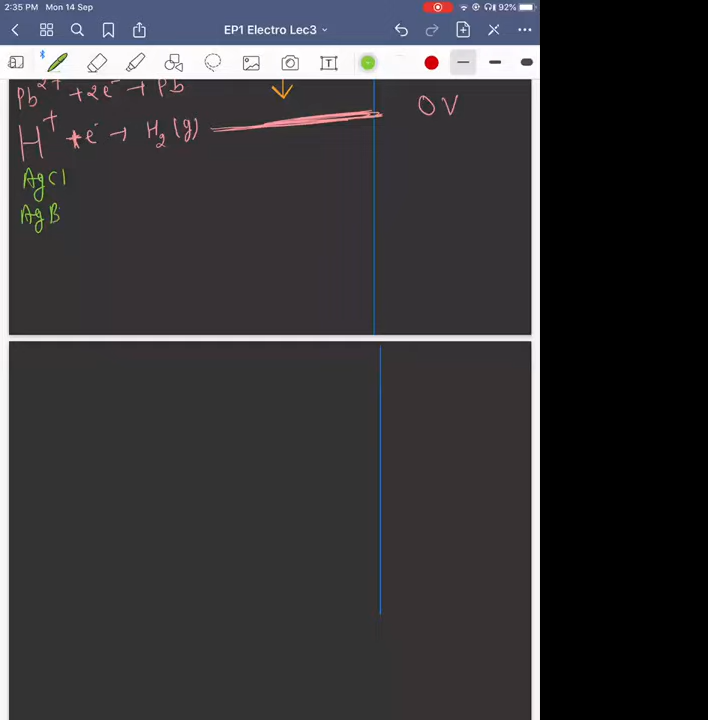 2:35 PM Mon 14 Sep
92%
EP1 Electro Lec3
T
Pb²⁺ + 2e⁻ → Pb
H⁺ + e⁻ → H₂(g)
0 V
AgCl
AgB